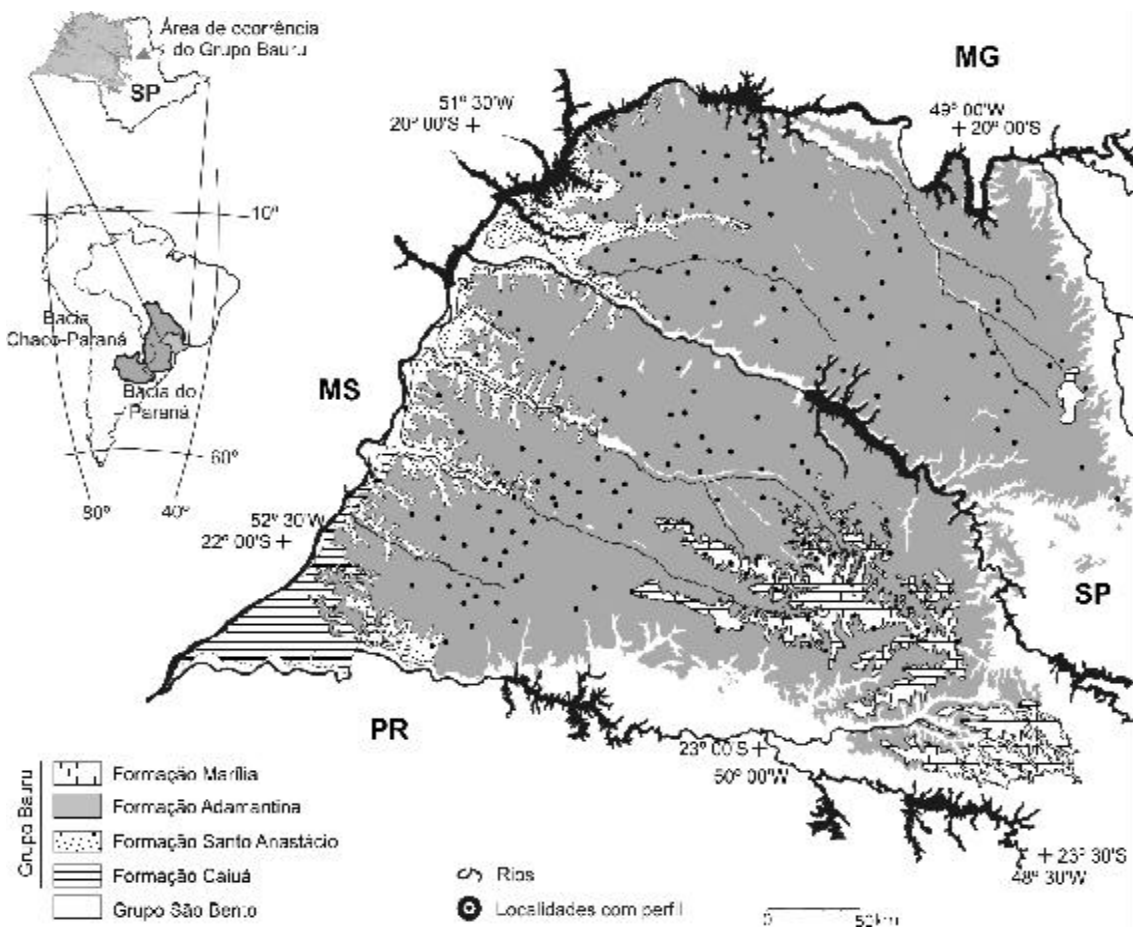 Área de ocorrência
do Grupo Bauru
SP
MG
51° 30'W
20° 00'S
49° 00'W
20° 00'S
10°
Bacia
Chaco-Paraná
Bacia do
Paraná
MS
60°
80°
40°
52° 30'W
22° 00'S
SP
PR
23° 00'S
50° 00'W
23° 30'S
48° 30'W
Grupo Bauru
Formação Marília
Formação Adamantina
Formação Santo Anastácio
Formação Caiuá
Grupo São Bento
Rios
Localidades com perfil
0
50km